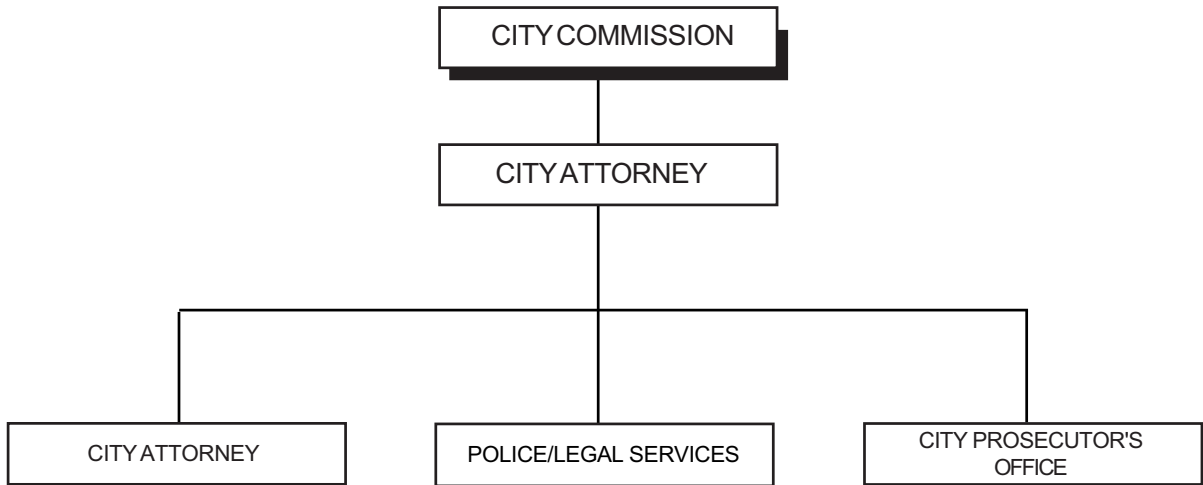 CITY COMMISSION
CITY ATTORNEY
CITY ATTORNEY
POLICE/LEGAL SERVICES
CITY PROSECUTOR'S
OFFICE